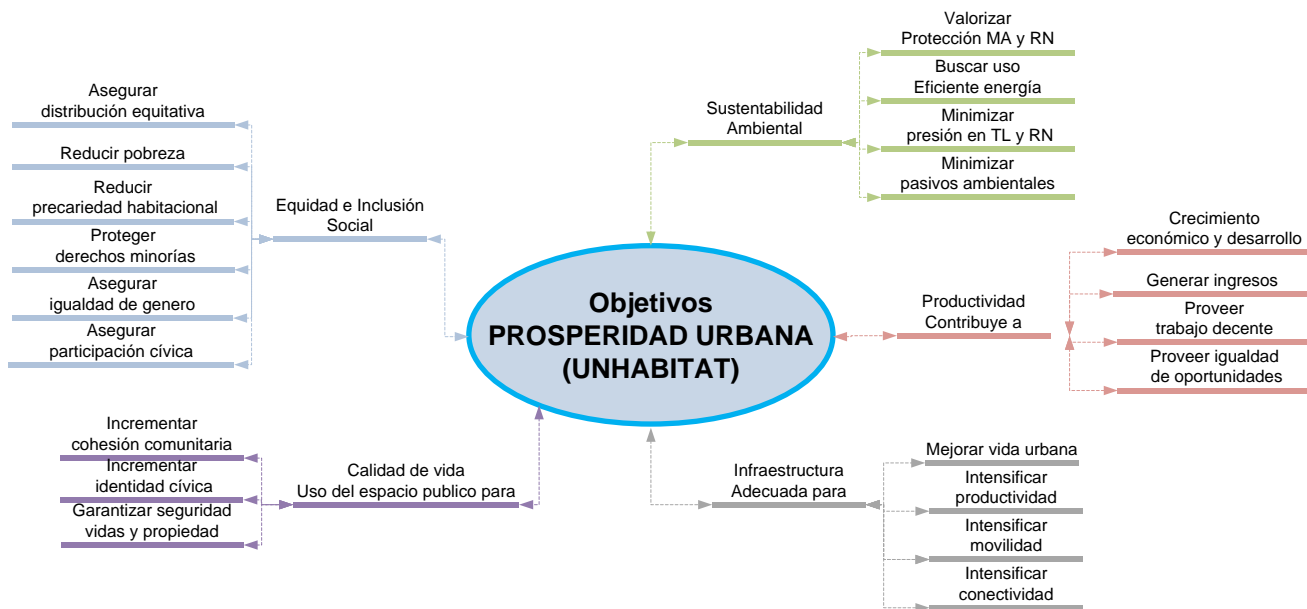 Objetivos
PROSPERIDAD URBANA
(UNHABITAT)
Sustentabilidad
Ambiental
Valorizar
Protección MA y RN
Buscar uso
Eficiente energía
Minimizar
presión en TL y RN
Minimizar
pasivos ambientales
Productividad
Contribuye a
Crecimiento
económico y desarrollo
Generar ingresos
Proveer
trabajo decente
Proveer igualdad
de oportunidades
Infraestructura
Adecuada para
Mejorar vida urbana
Intensificar
productividad
Intensificar
movilidad
Intensificar
conectividad
Calidad de vida
Uso del espacio publico para
Incrementar
cohesión comunitaria
Incrementar
identidad cívica
Garantizar seguridad
vidas y propiedad
Equidad e Inclusión
Social
Asegurar
distribución equitativa
Reducir pobreza
Reducir
precariedad habitacional
Proteger
derechos minorías
Asegurar
igualdad de genero
Asegurar
participación cívica